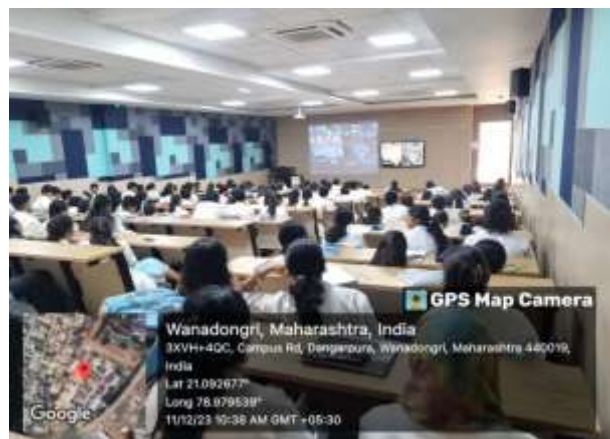 GPS Map Camera
Wanadongri, Maharashtra, India
3XVH+4QC, Campus Rd, Dangarpura, Wanadongri, Maharashtra 440019,
India
Lat 21.092677°
Long 78.979539°
11/12/23 10:38 AM GMT +05:30
Google